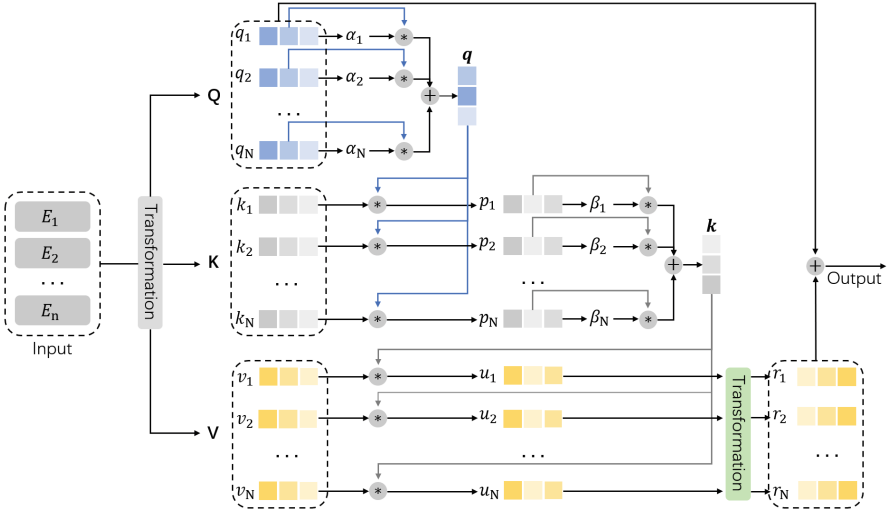 q1 α1 *
q2 α2 * q
Q + 
...
qN αN *
Input
E1
E2
...
En
Transformation
K
k1 * p1 β1 *
k2 * p2 β2 * k
... ... +
kN * pN βN *
+ Output
V
v1 * u1
v2 * u2
... ...
vN * uN
Transformation
r1
r2
...
rN